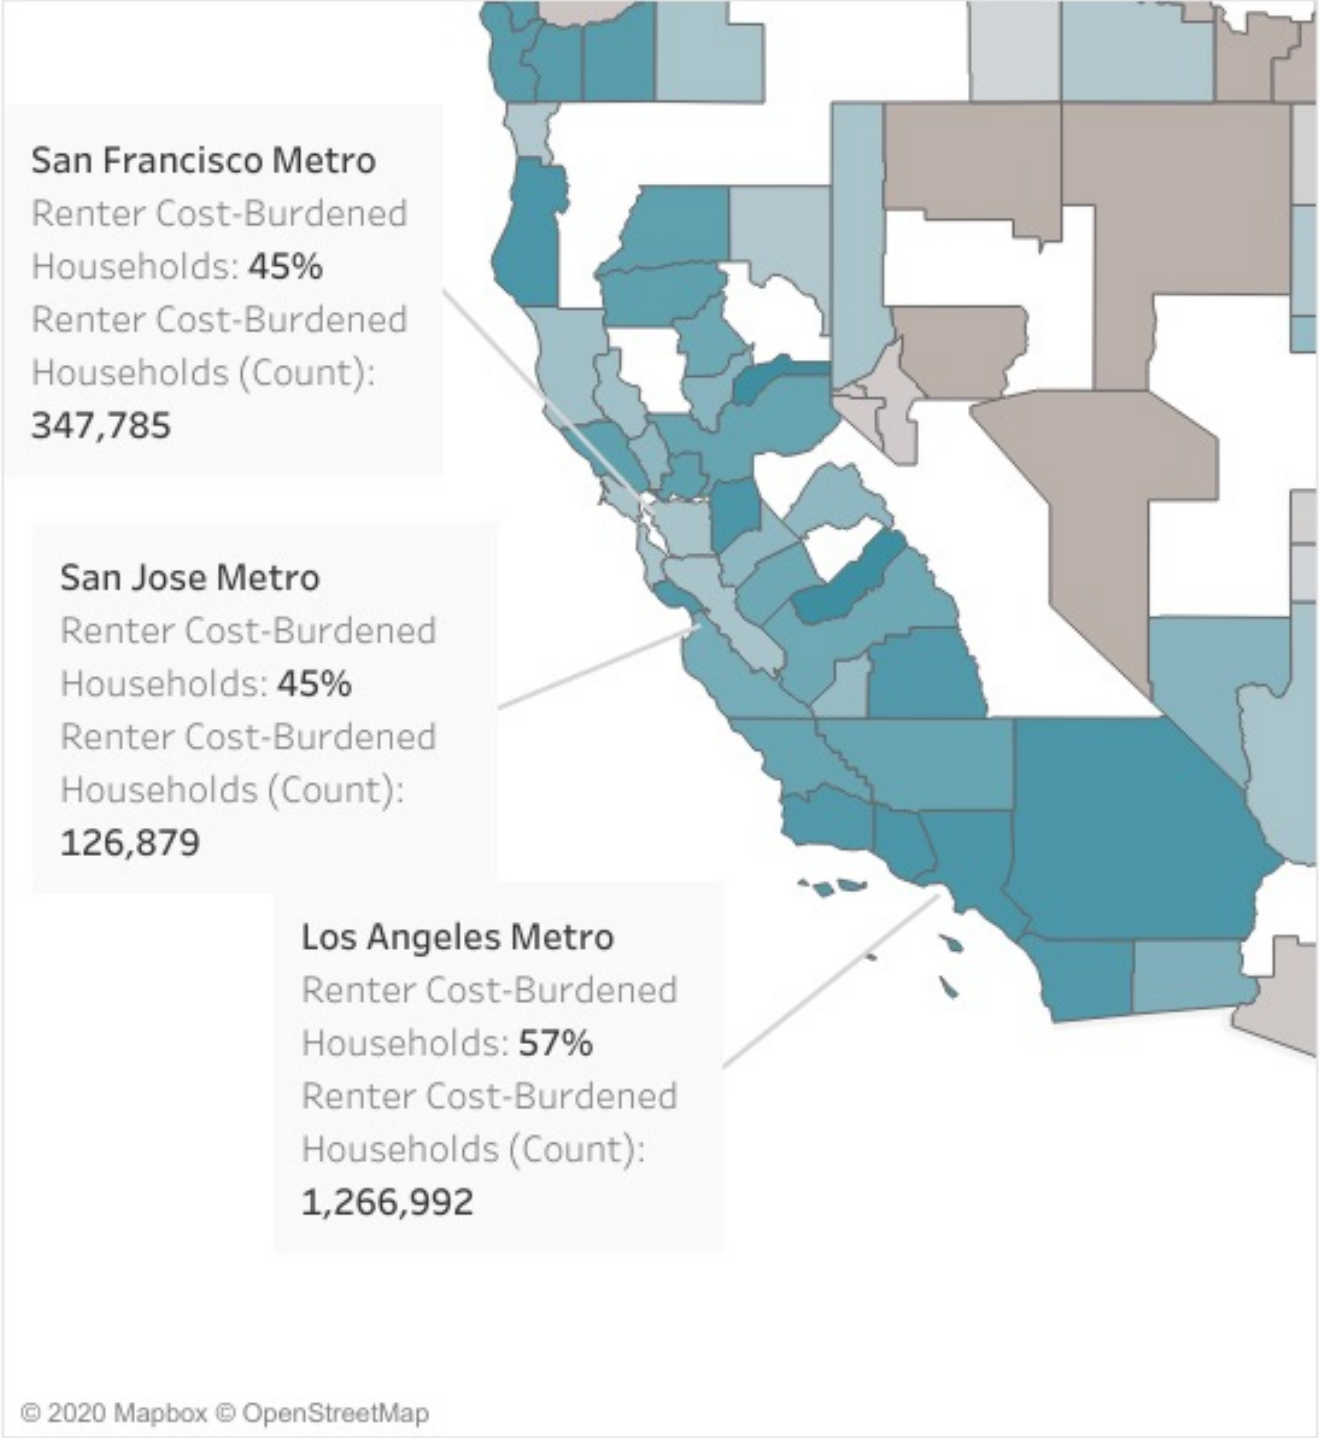 San Francisco Metro
Renter Cost-Burdened
Households: 45%
Renter Cost-Burdened
Households (Count):
347,785
San Jose Metro
Renter Cost-Burdened
Households: 45%
Renter Cost-Burdened
Households (Count):
126,879
Los Angeles Metro
Renter Cost-Burdened
Households: 57%
Renter Cost-Burdened
Households (Count):
1,266,992
© 2020 Mapbox © OpenStreetMap